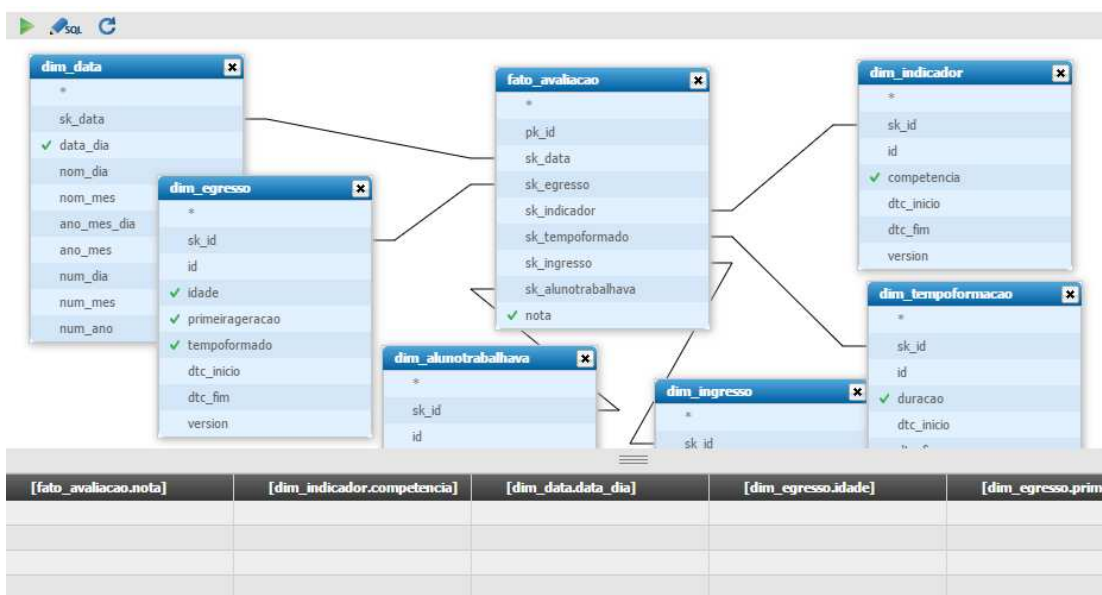 SQL
dim_data
*
sk_data
data_dia
nom_dia
nom_mes
ano_mes_dia
ano_mes
num_dia
num_mes
num_ano
dim_egresso
*
sk_id
id
idade
primeirageracao
tempoformado
dtc_inicio
dtc_fim
version
fato_avaliacao
*
pk_id
sk_data
sk_egresso
sk_indicador
sk_tempoformado
sk_ingresso
sk_alunotrabalhava
nota
dim_alunotrabalhava
*
sk_id
id
dim_ingresso
*
sk_id
dim_indicador
*
sk_id
id
competencia
dtc_inicio
dtc_fim
version
dim_tempoformacao
*
sk_id
id
duracao
dtc_inicio
[fato_avaliacao.nota] [dim_indicador.competencia] [dim_data.data_dia] [dim_egresso.idade] [dim_egresso.prim